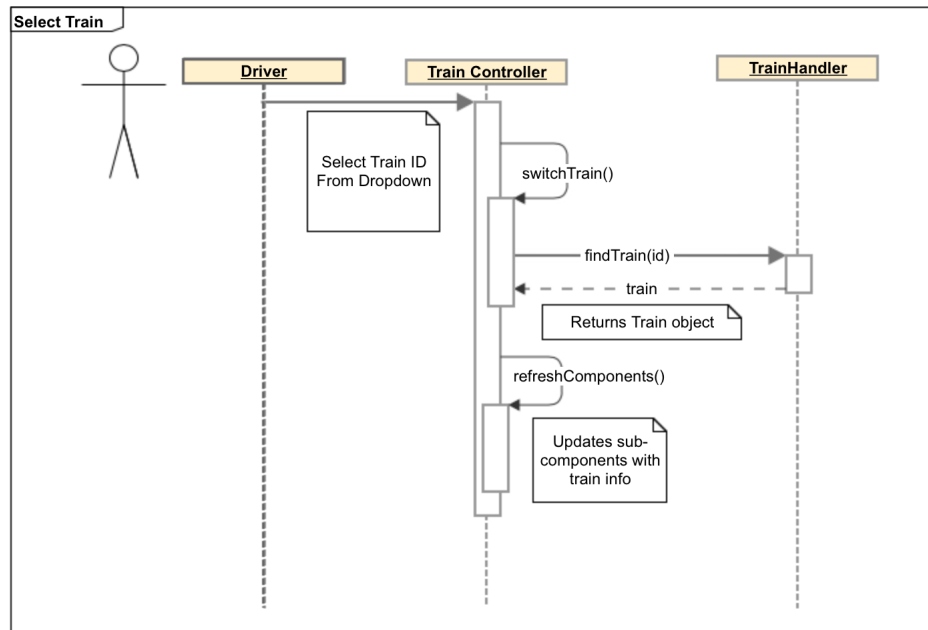 Select Train
Driver
Train Controller
TrainHandler
Select Train ID
From Dropdown
switchTrain()
findTrain(id)
train
Returns Train object
refreshComponents()
Updates sub-
components with
train info